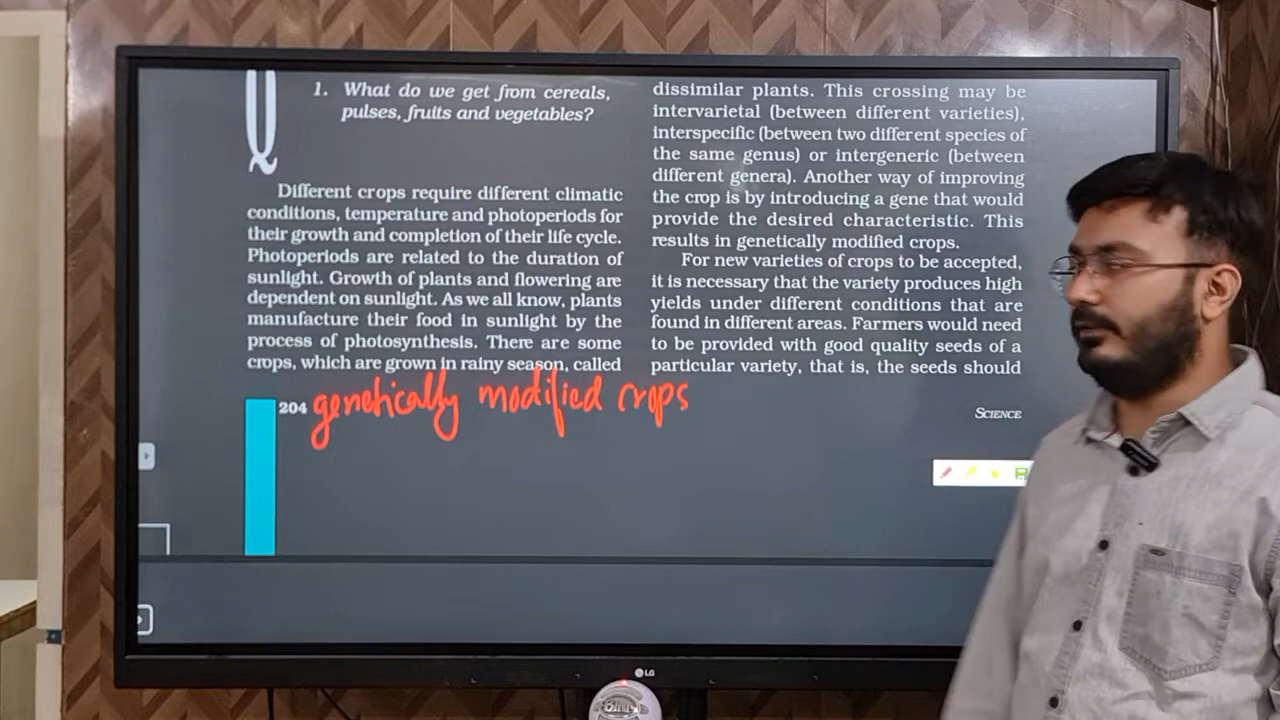 1. What do we get from cereals,
pulses, fruits and vegetables?
Different crops require different climatic
conditions, temperature and photoperiods for
their growth and completion of their life cycle.
Photoperiods are related to the duration of
sunlight. Growth of plants and flowering are
dependent on sunlight. As we all know, plants
manufacture their food in sunlight by the
process of photosynthesis. There are some
crops, which are grown in rainy season, called
dissimilar plants. This crossing may be
intervarietal (between different varieties),
interspecific (between two different species of
the same genus) or intergeneric (between
different genera). Another way of improving
the crop is by introducing a gene that would
provide the desired characteristic. This
results in genetically modified crops.
For new varieties of crops to be accepted,
it is necessary that the variety produces high
yields under different conditions that are
found in different areas. Farmers would need
to be provided with good quality seeds of a
particular variety, that is, the seeds should
204
genetically modified crops
SCIENCE
LG